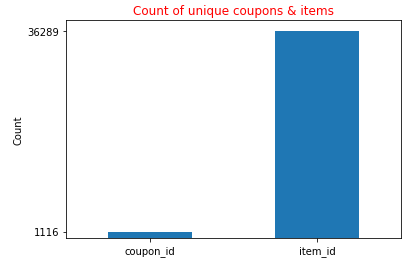 Count of unique coupons & items
36289
Count
1116
coupon_id
item_id